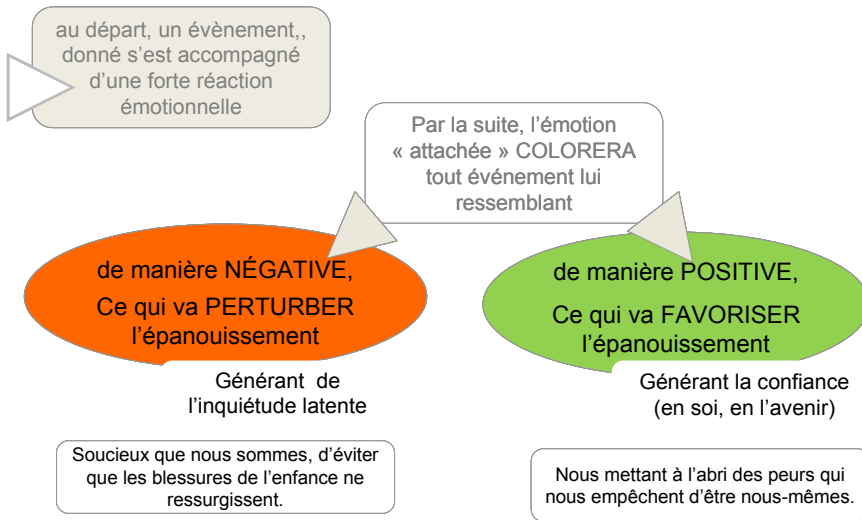 au départ, un évènement,,
donné s’est accompagné
d’une forte réaction
émotionnelle
Par la suite, l’émotion
« attachée » COLORERA
tout événement lui
ressemblant
de manière NÉGATIVE,
Ce qui va PERTURBER
l’épanouissement
Générant de
l’inquiétude latente
Soucieux que nous sommes, d’éviter
que les blessures de l’enfance ne
ressurgissent.
de manière POSITIVE,
Ce qui va FAVORISER
l’épanouissement
Générant la confiance
(en soi, en l’avenir)
Nous mettant à l’abri des peurs qui
nous empêchent d’être nous-mêmes.